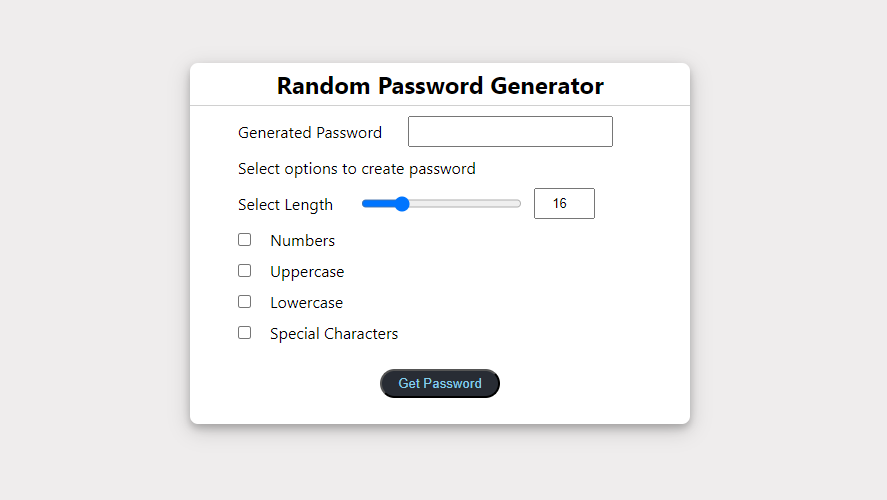 Random Password Generator
Generated Password
Select options to create password
Select Length 16
Numbers
Uppercase
Lowercase
Special Characters
Get Password